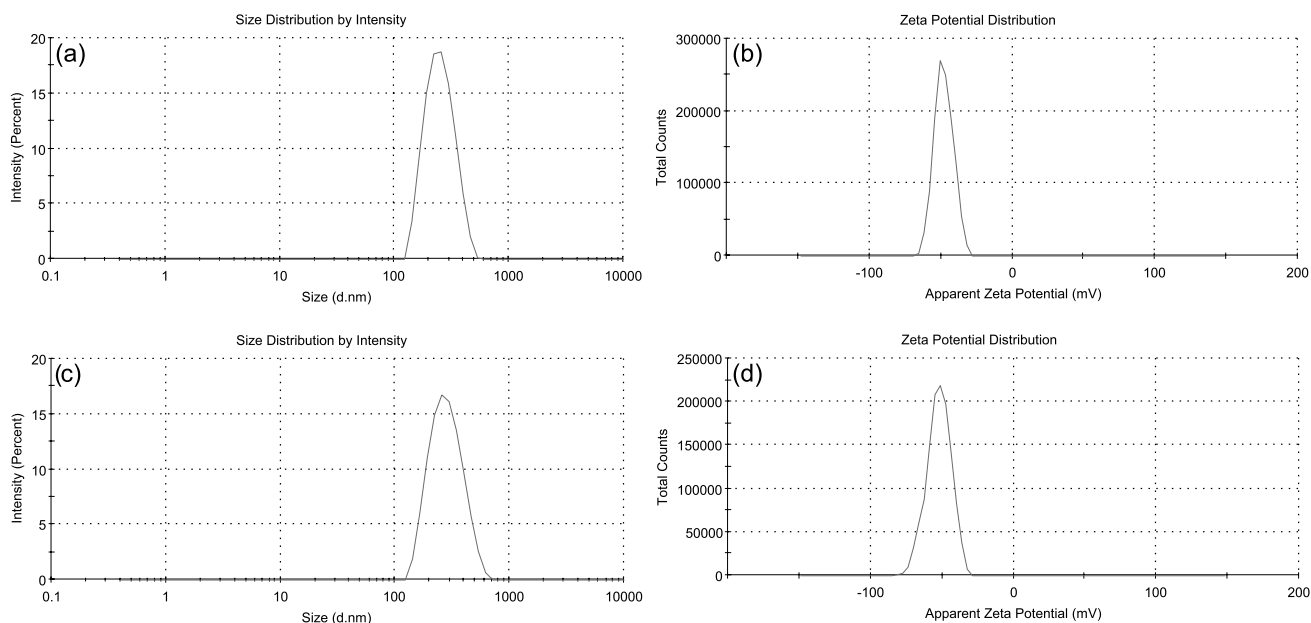 Size Distribution by Intensity
(a)
Intensity (Percent)
20
15
10
5
0
0.1 1 10 100 1000 10000
Size (d.nm)
Zeta Potential Distribution
(b)
Total Counts
300000
200000
100000
0
-100 0 100 200
Apparent Zeta Potential (mV)
Size Distribution by Intensity
(c)
Intensity (Percent)
20
15
10
5
0
0.1 1 10 100 1000 10000
Size (d.nm)
Zeta Potential Distribution
(d)
Total Counts
250000
200000
150000
100000
50000
0
-100 0 100 200
Apparent Zeta Potential (mV)